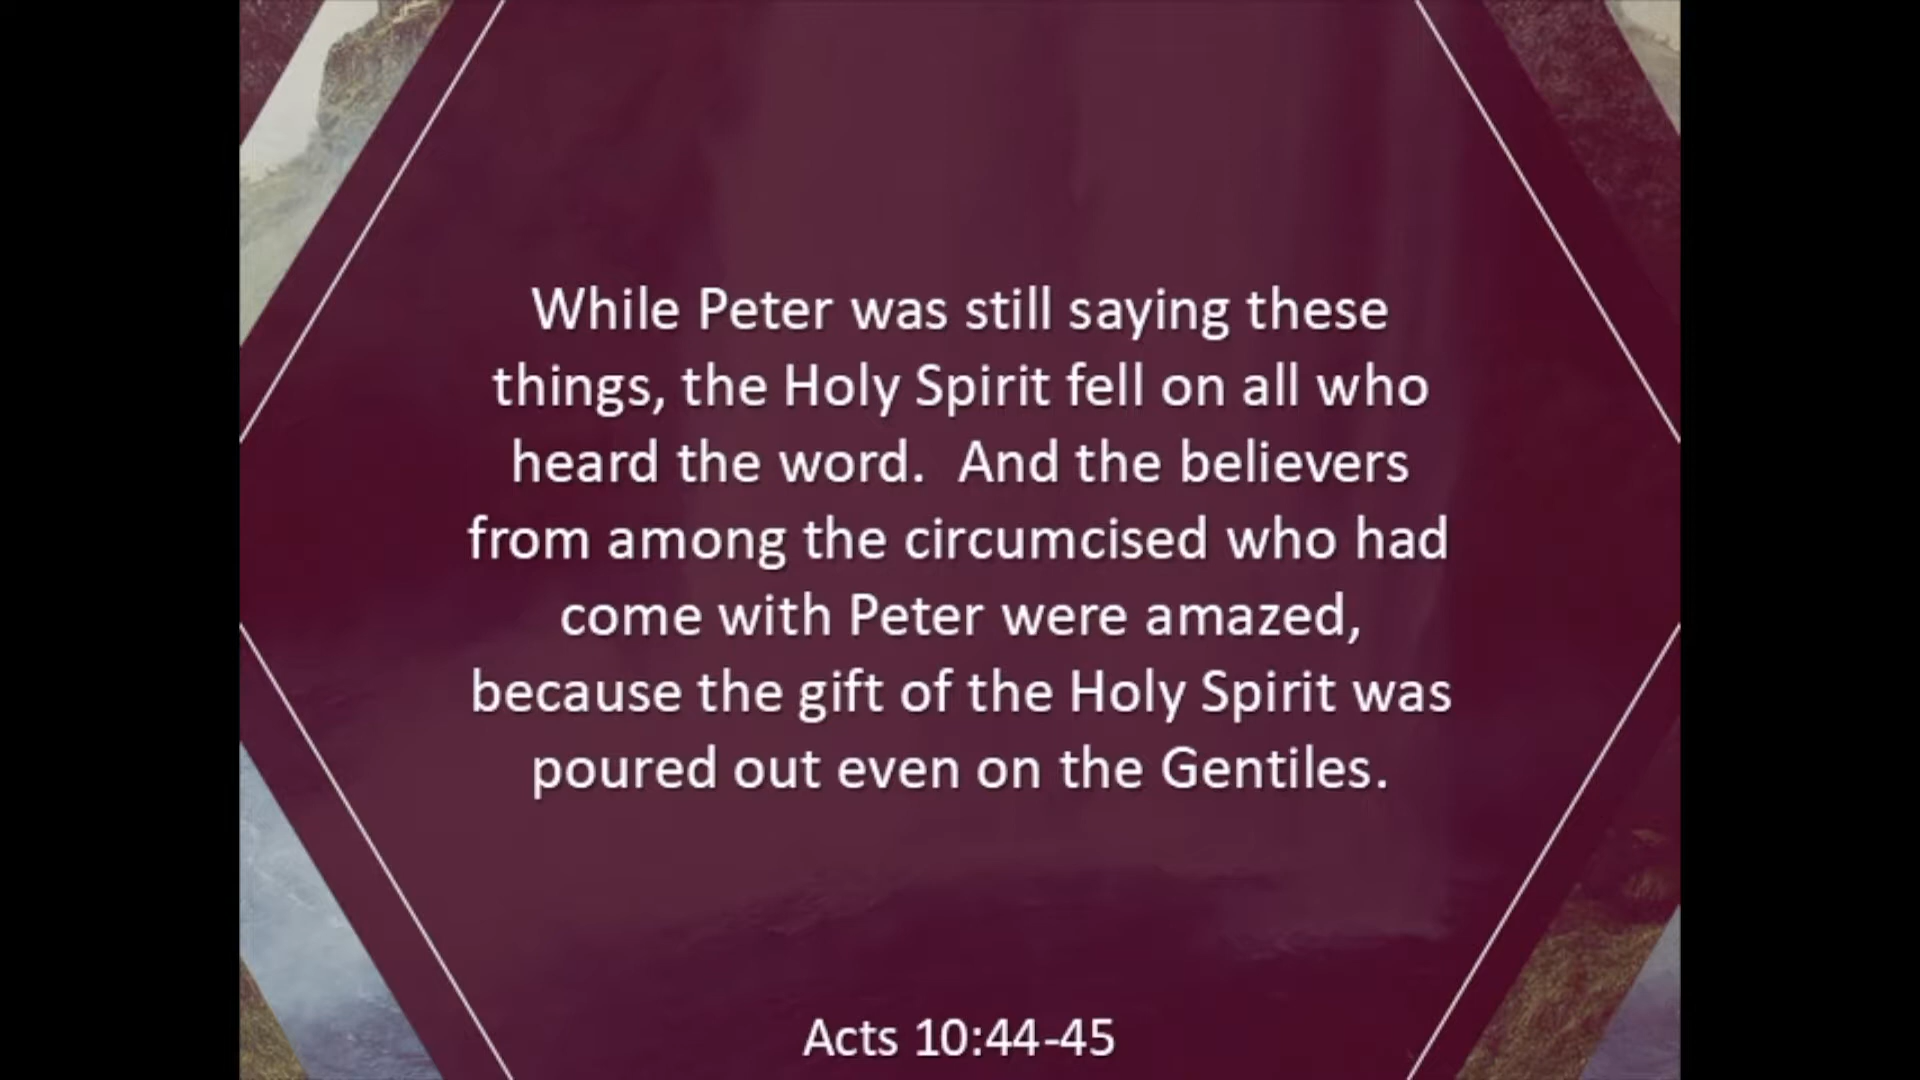 While Peter was still saying these
things, the Holy Spirit fell on all who
heard the word.  And the believers
from among the circumcised who had
come with Peter were amazed,
because the gift of the Holy Spirit was
poured out even on the Gentiles.
Acts 10:44-45